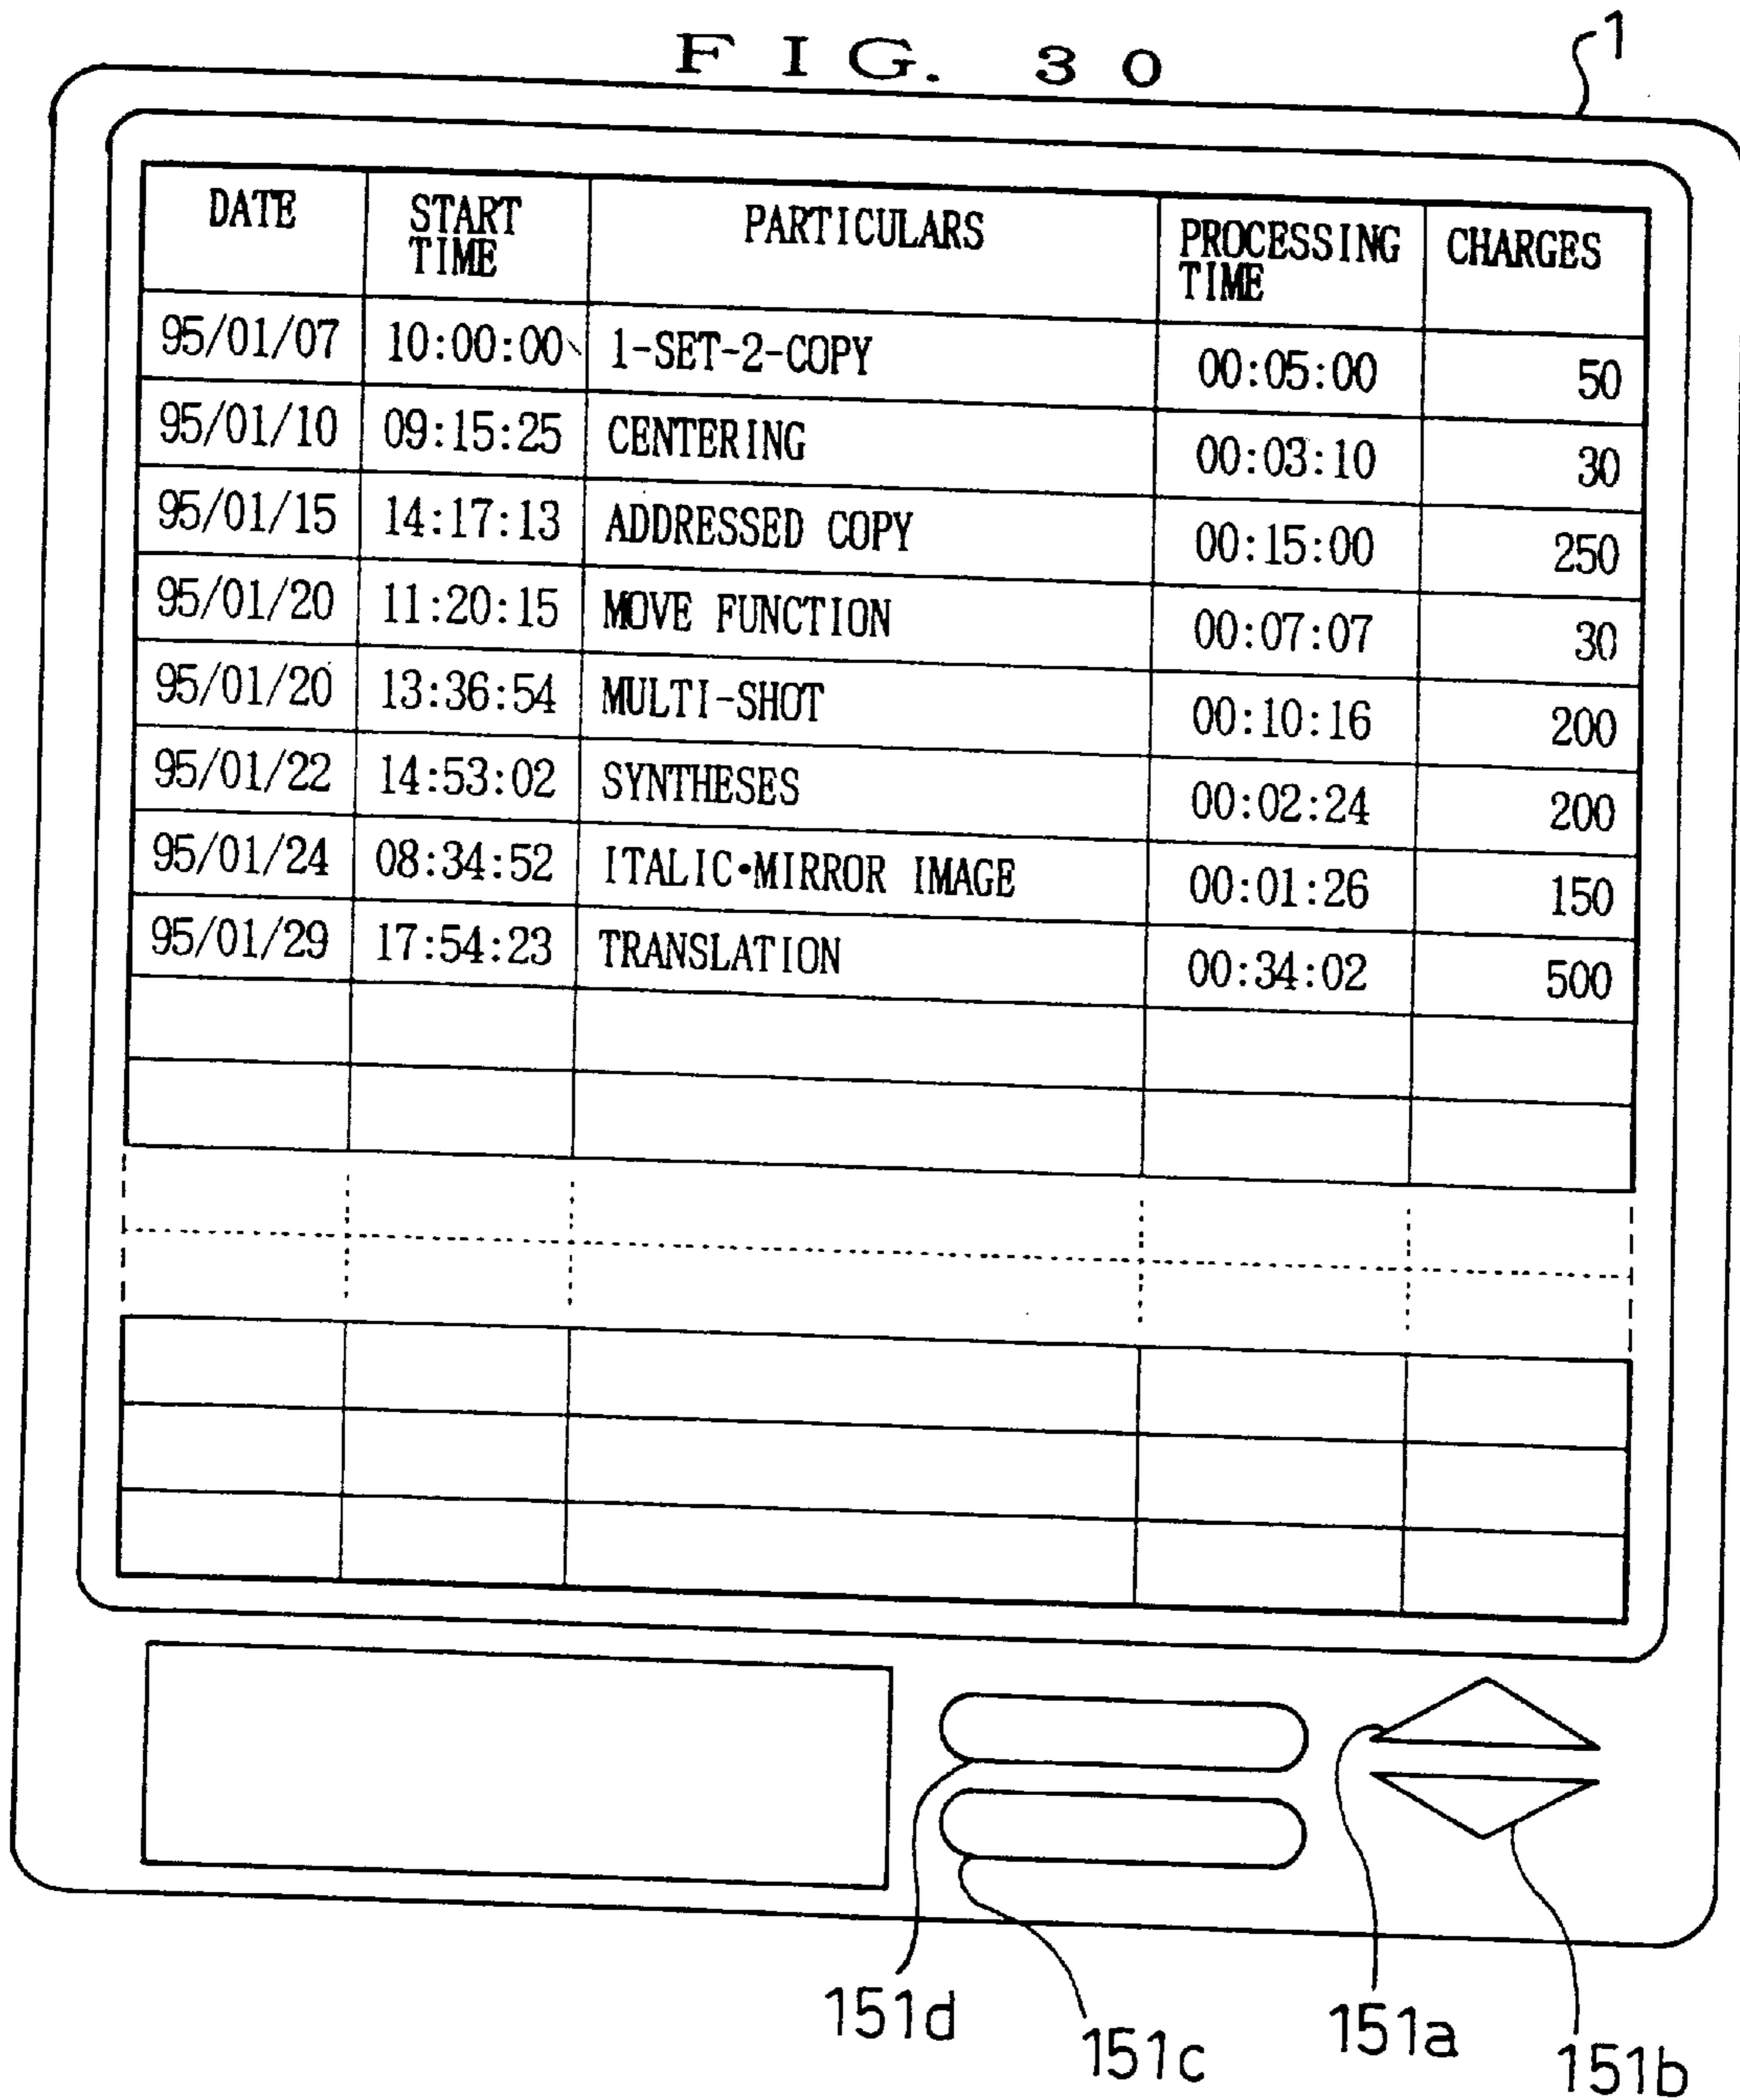 FIG. 30
1
DATE START TIME PARTICULARS PROCESSING TIME CHARGES
95/01/07 10:00:00 1-SET-2-COPY 00:05:00 50
95/01/10 09:15:25 CENTERING 00:03:10 30
95/01/15 14:17:13 ADDRESSED COPY 00:15:00 250
95/01/20 11:20:15 MOVE FUNCTION 00:07:07 30
95/01/20 13:36:54 MULTI-SHOT 00:10:16 200
95/01/22 14:53:02 SYNTHESES 00:02:24 200
95/01/24 08:34:52 ITALIC•MIRROR IMAGE 00:01:26 150
95/01/29 17:54:23 TRANSLATION 00:34:02 500
151d 151c 151a 151b